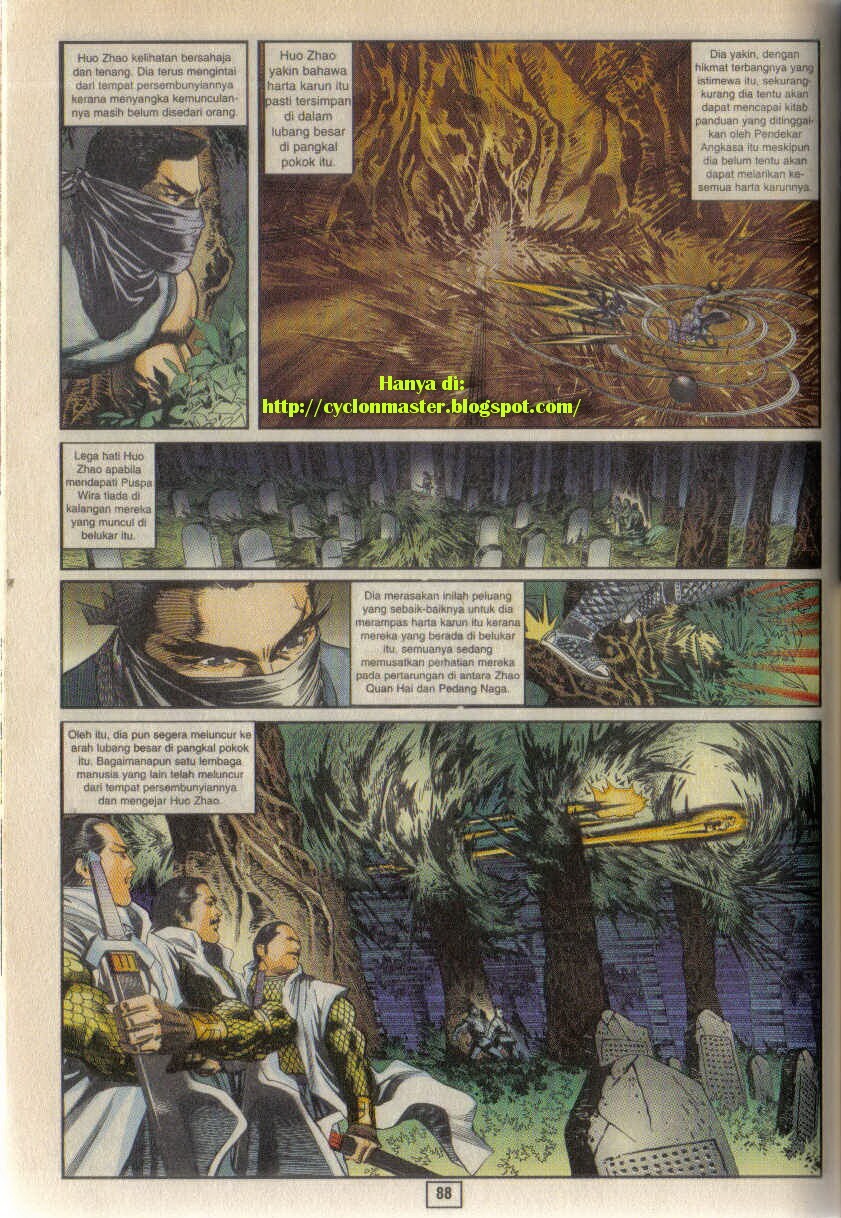 Huo Zhao kelihatan bersahaja
dan tenang. Dia terus mengintai
dari tempat persembunyiannya
kerana menyangka kemunculan-
nya masih belum disedari orang.
Huo Zhao
yakin bahawa
harta karun itu
pasti tersimpan
di dalam
lubang besar
di pangkal
pokok itu.
Dia yakin, dengan
hikmat terbangnya yang
istimewa itu, sekurang-
kurang dia tentu akan
dapat mencapai kitab
panduan yang ditinggal-
kan oleh Pendekar
Angkasa itu meskipun
dia belum tentu akan
dapat melarikan ke-
semua harta karunnya.
Hanya di:
http://cyclonmaster.blogspot.com/
Lega hati Huo
Zhao apabila
mendapati Puspa
Wira tiada di
kalangan mereka
yang muncul di
belukar itu.
Dia merasakan inilah peluang
yang sebaik-baiknya untuk dia
merampas harta karun itu kerana
mereka yang berada di belukar
itu, semuanya sedang
memusatkan perhatian mereka
pada pertarungan di antara Zhao
Quan Hai dan Pedang Naga.
Oleh itu, dia pun segera meluncur ke
arah lubang besar di pangkal pokok
itu. Bagaimanapun satu lembaga
manusia yang lain telah meluncur
dari tempat persembunyiannya
dan mengejar Huo Zhao.
88